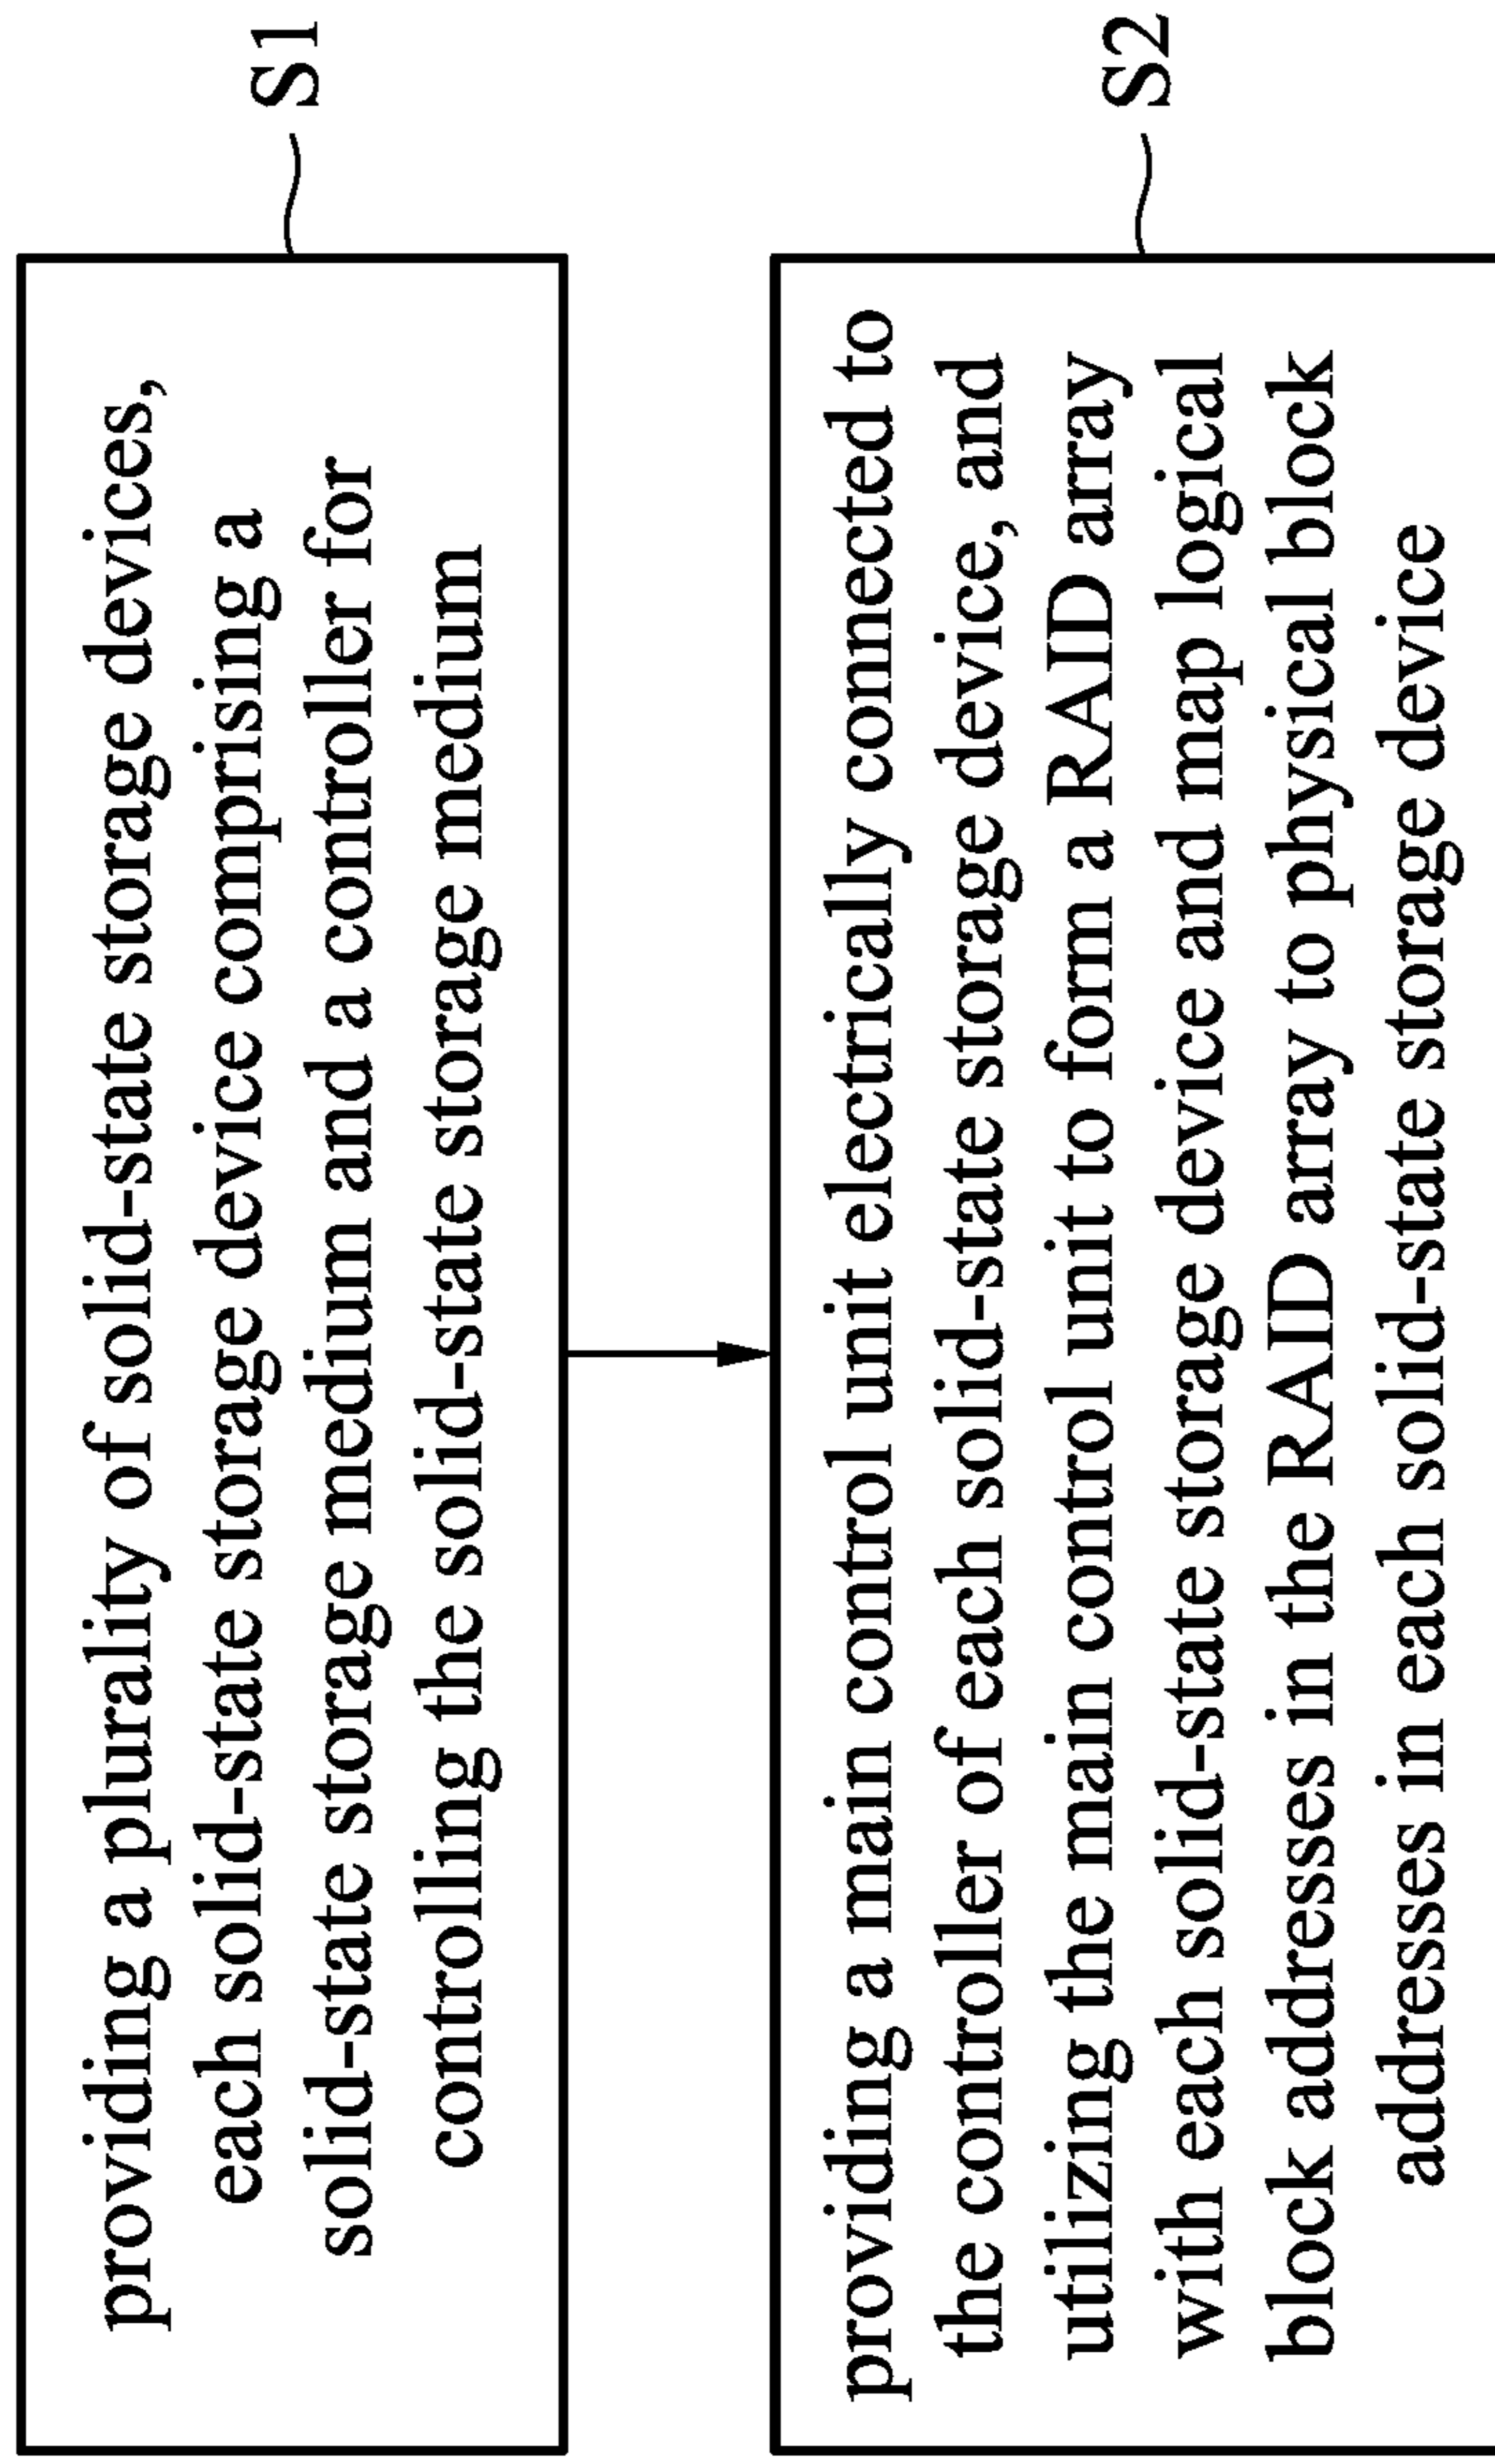 providing a plurality of solid-state storage devices,
each solid-state storage device comprising a
solid-state storage medium and a controller for
controlling the solid-state storage medium
S1
providing a main control unit electrically connected to
the controller of each solid-state storage device, and
utilizing the main control unit to form a RAID array
with each solid-state storage device and map logical
block addresses in the RAID array to physical block
addresses in each solid-state storage device
S2